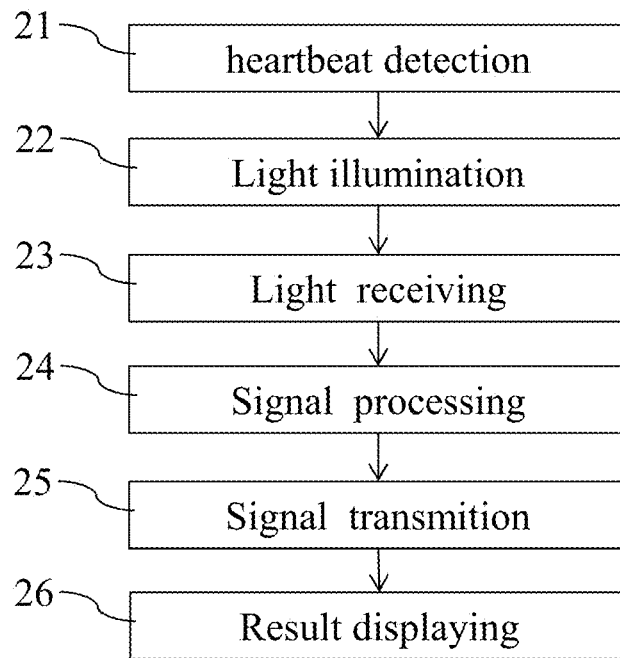 21
heartbeat detection
22
Light illumination
23
Light receiving
24
Signal processing
25
Signal transmition
26
Result displaying